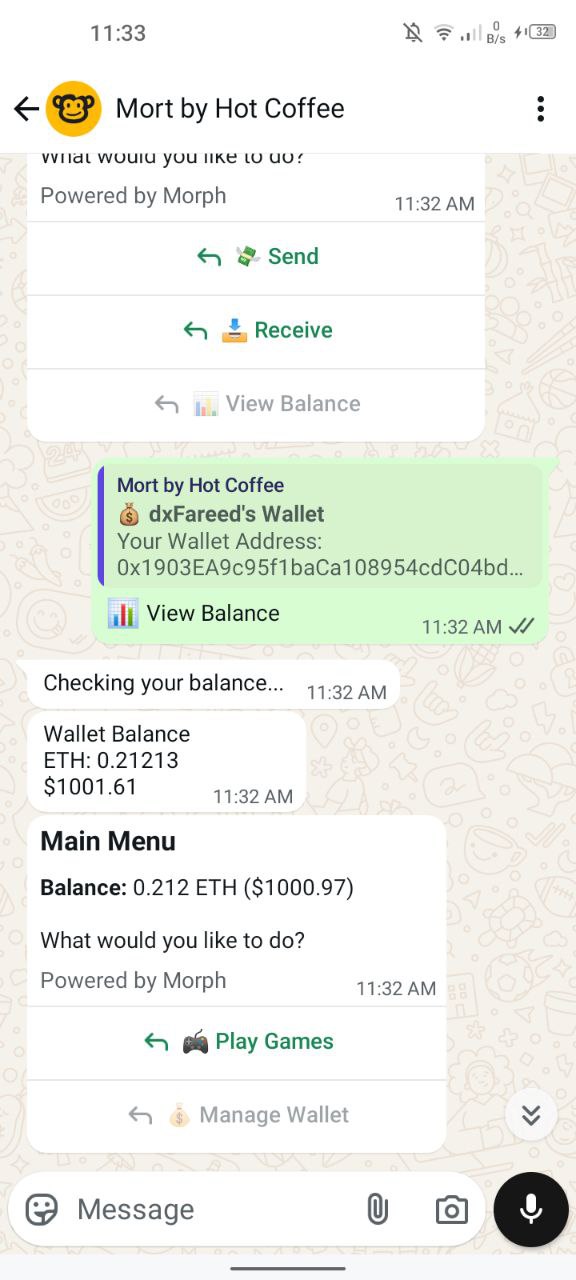 11:33
0
B/s
32
Mort by Hot Coffee
What would you like to do?
Powered by Morph
11:32 AM
💸 Send
📥 Receive
📊 View Balance
Mort by Hot Coffee
💰 dxFareed's Wallet
Your Wallet Address:
0x1903EA9c95f1baCa108954cdC04bd...
📊 View Balance
11:32 AM
Checking your balance...
11:32 AM
Wallet Balance
ETH: 0.21213
$1001.61
11:32 AM
Main Menu
Balance: 0.212 ETH ($1000.97)
What would you like to do?
Powered by Morph
11:32 AM
🎮 Play Games
💰 Manage Wallet
Message